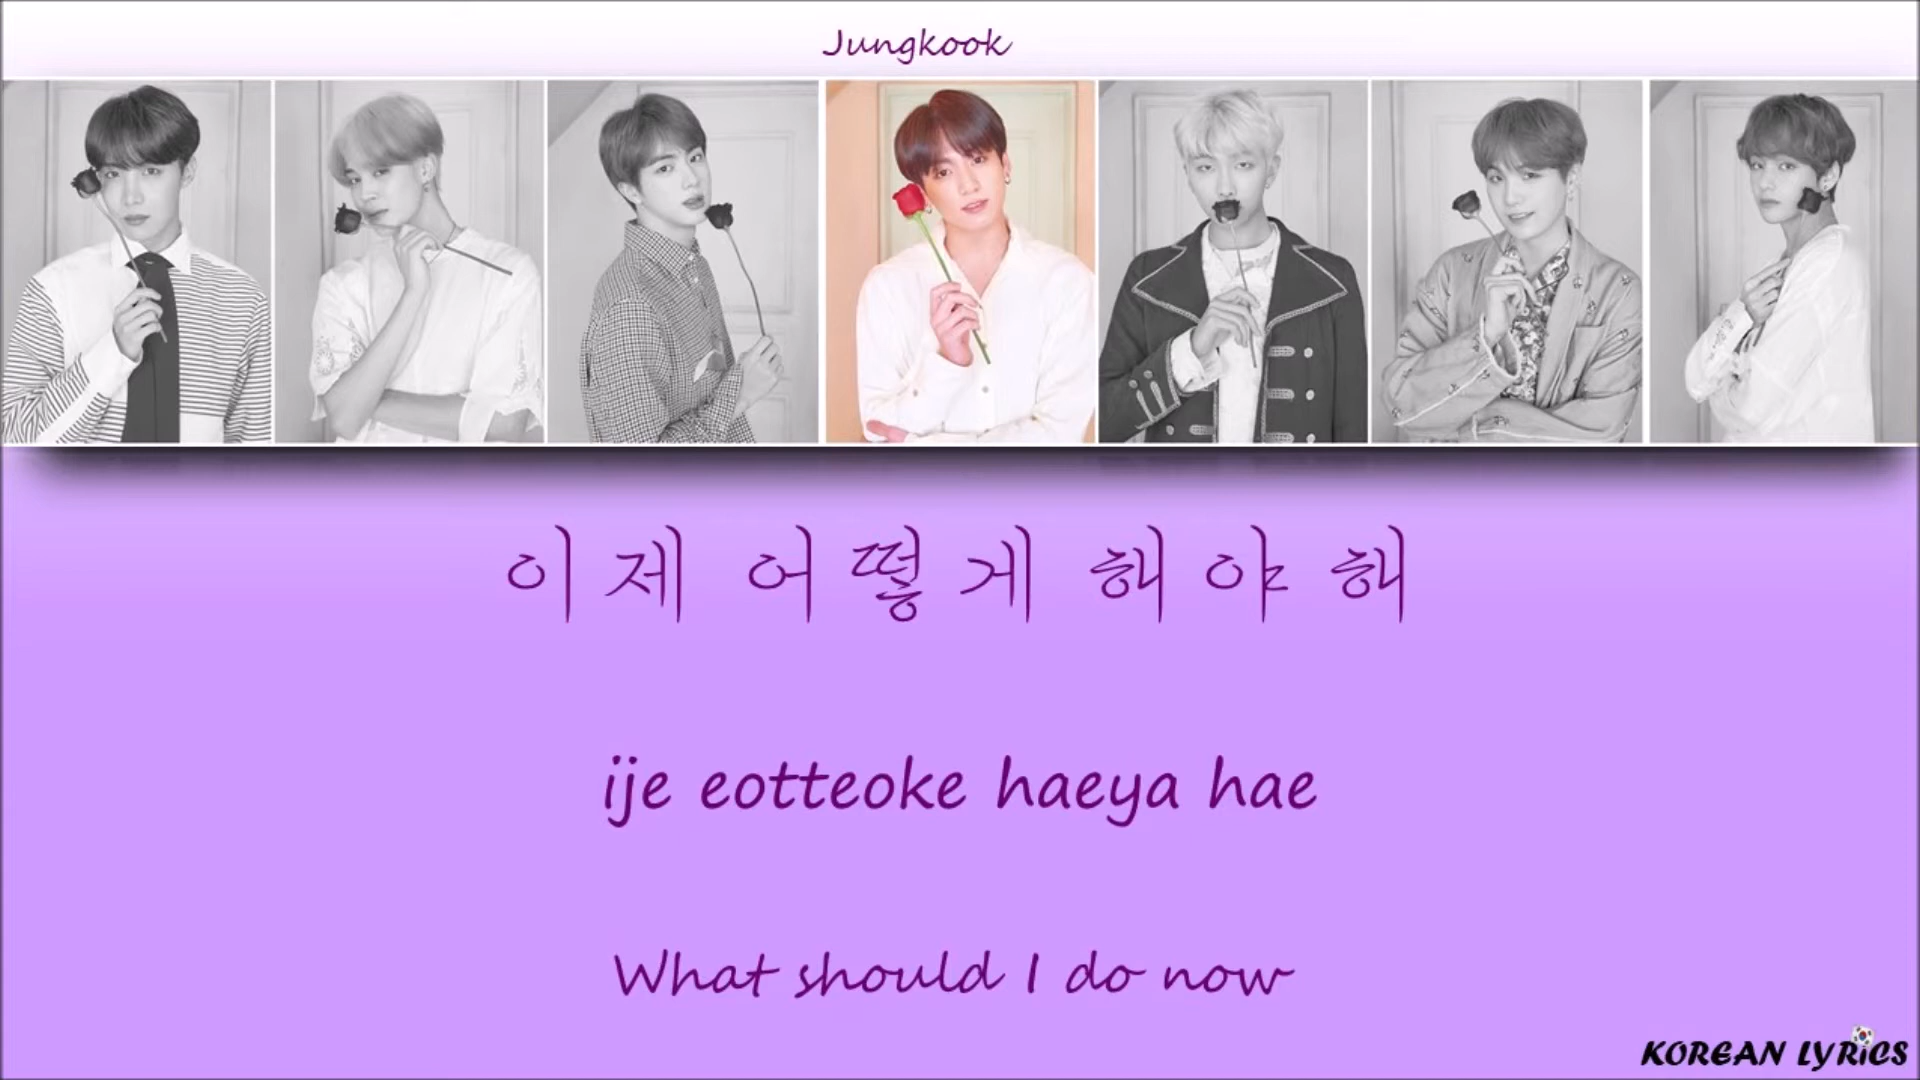 Jungkook
이제 어떻게 해야 해
ije eotteoke haeya hae
What should I do now
KOREAN LYRICS